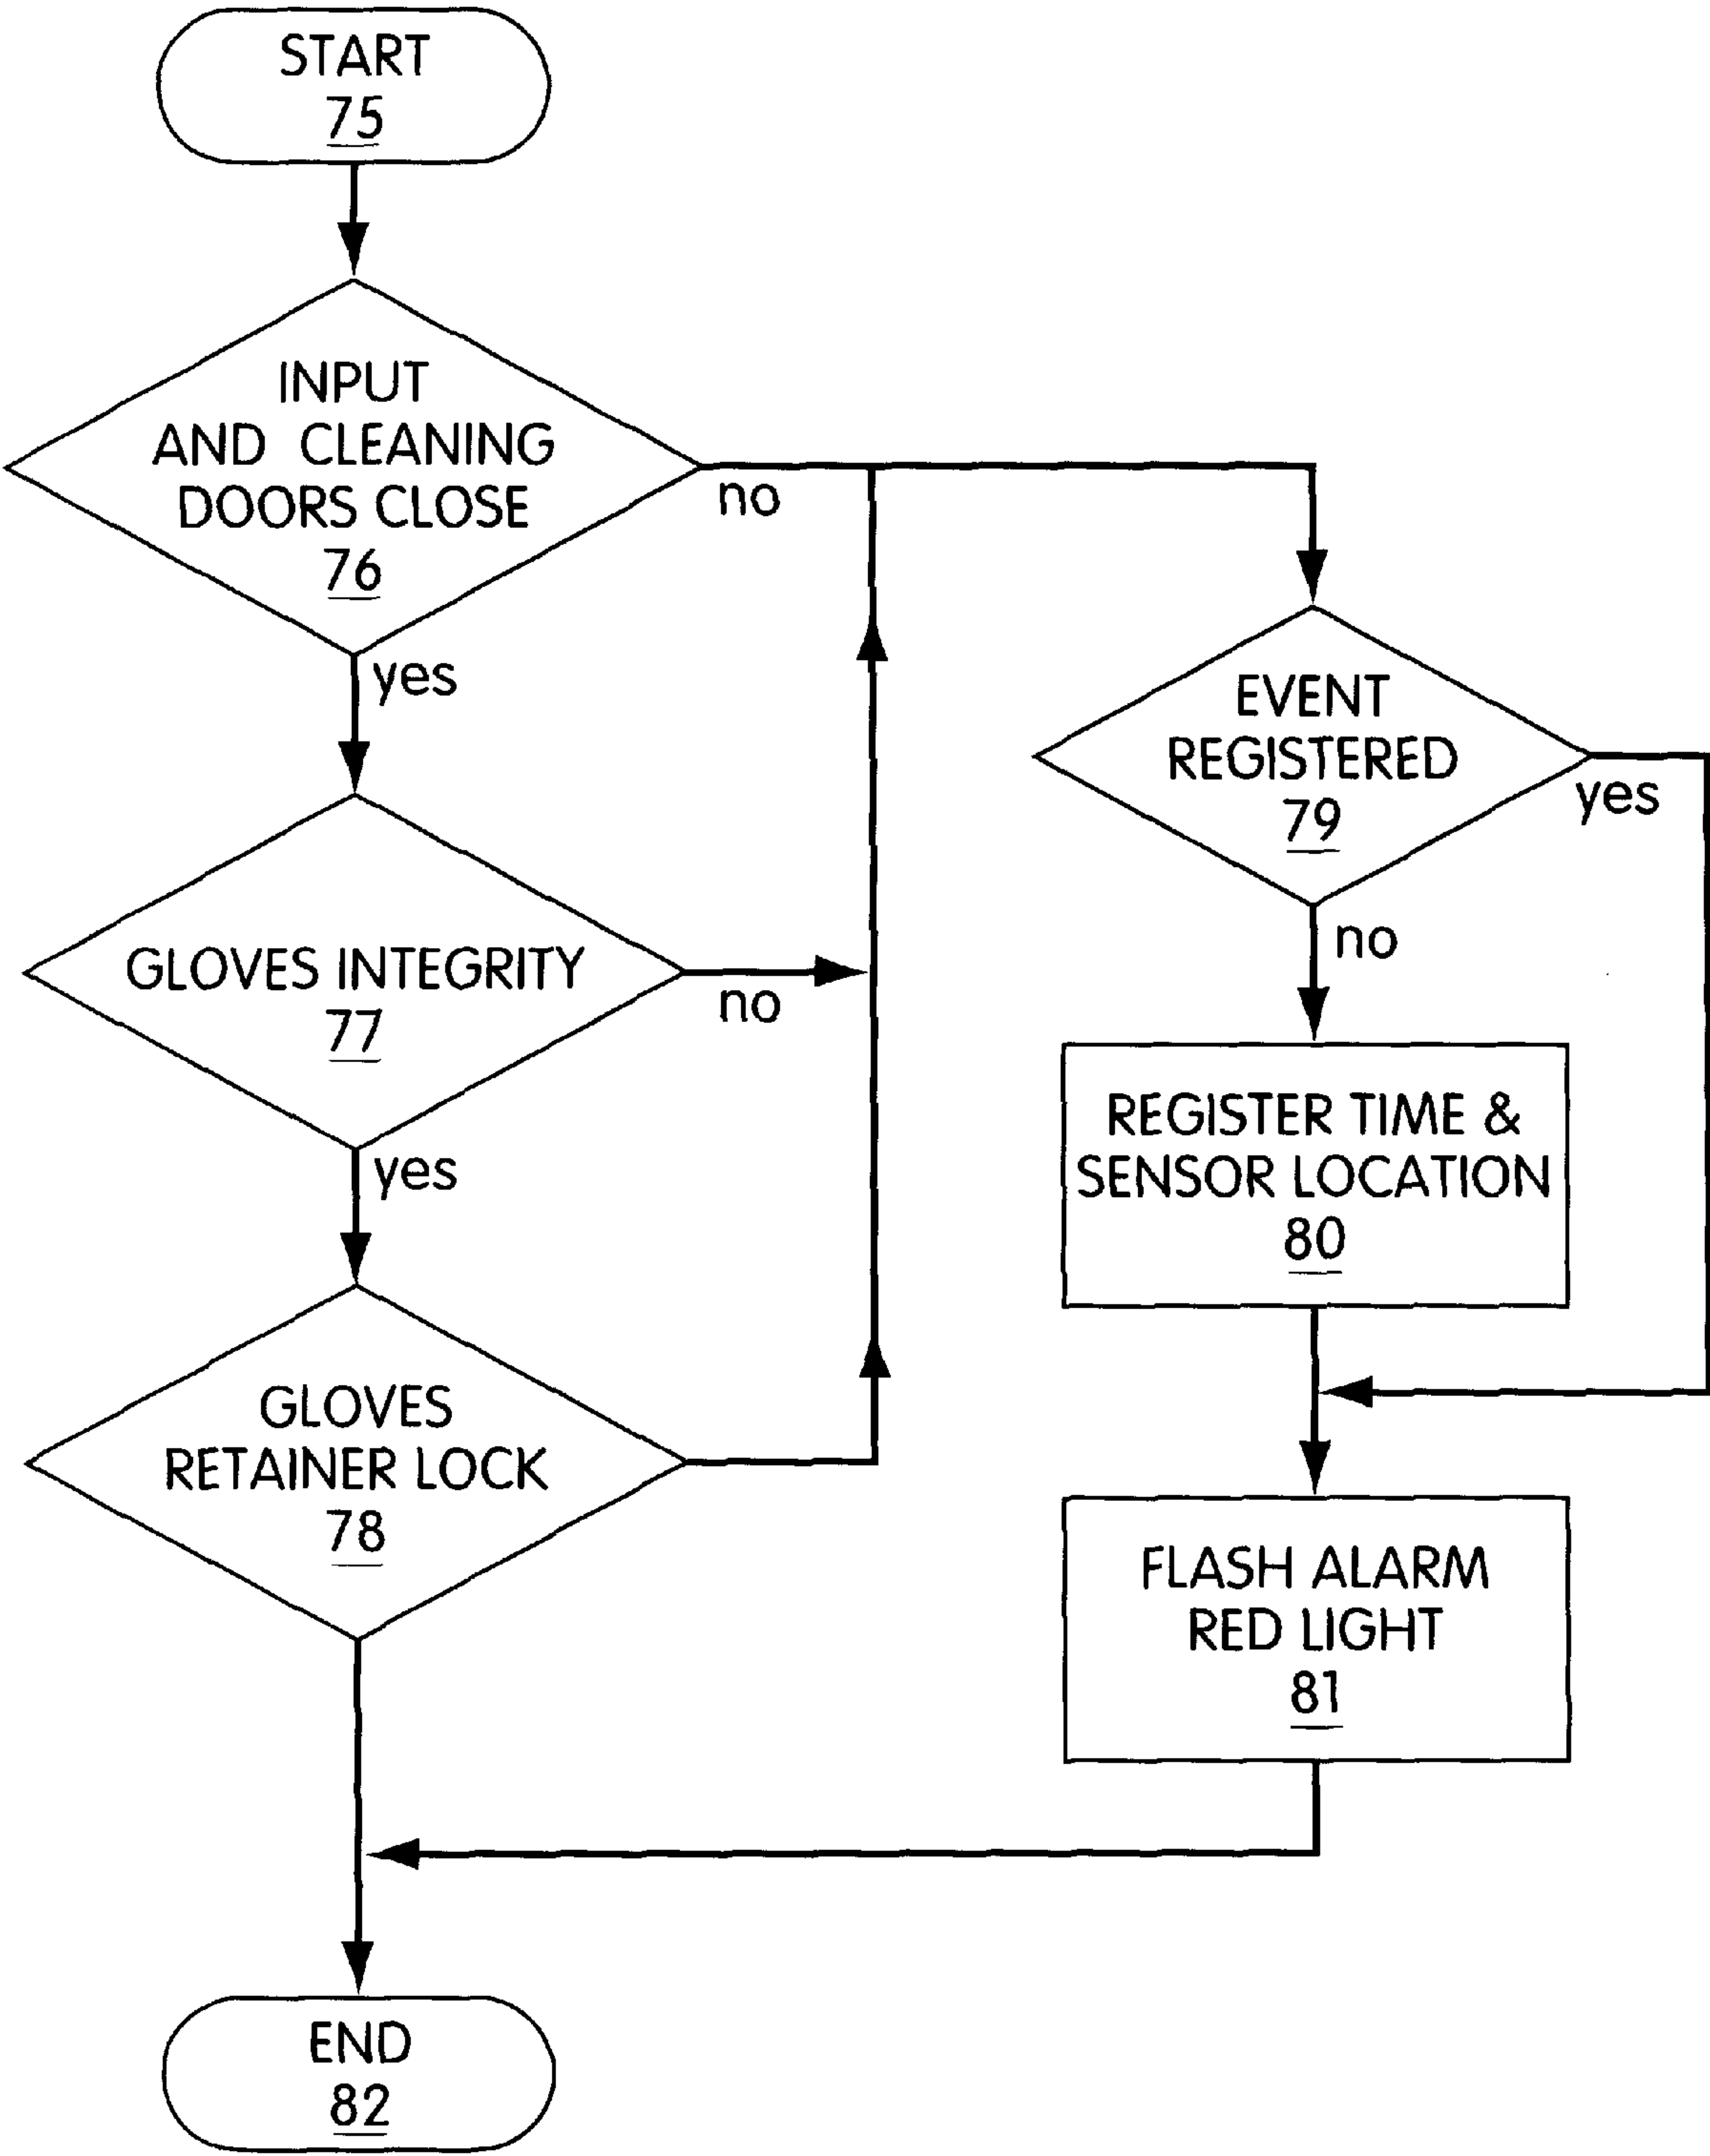 START
75
INPUT
AND CLEANING
DOORS CLOSE
76
no
yes
GLOVES INTEGRITY
77
no
yes
GLOVES
RETAINER LOCK
78
EVENT
REGISTERED
79
yes
no
REGISTER TIME &
SENSOR LOCATION
80
FLASH ALARM
RED LIGHT
81
END
82